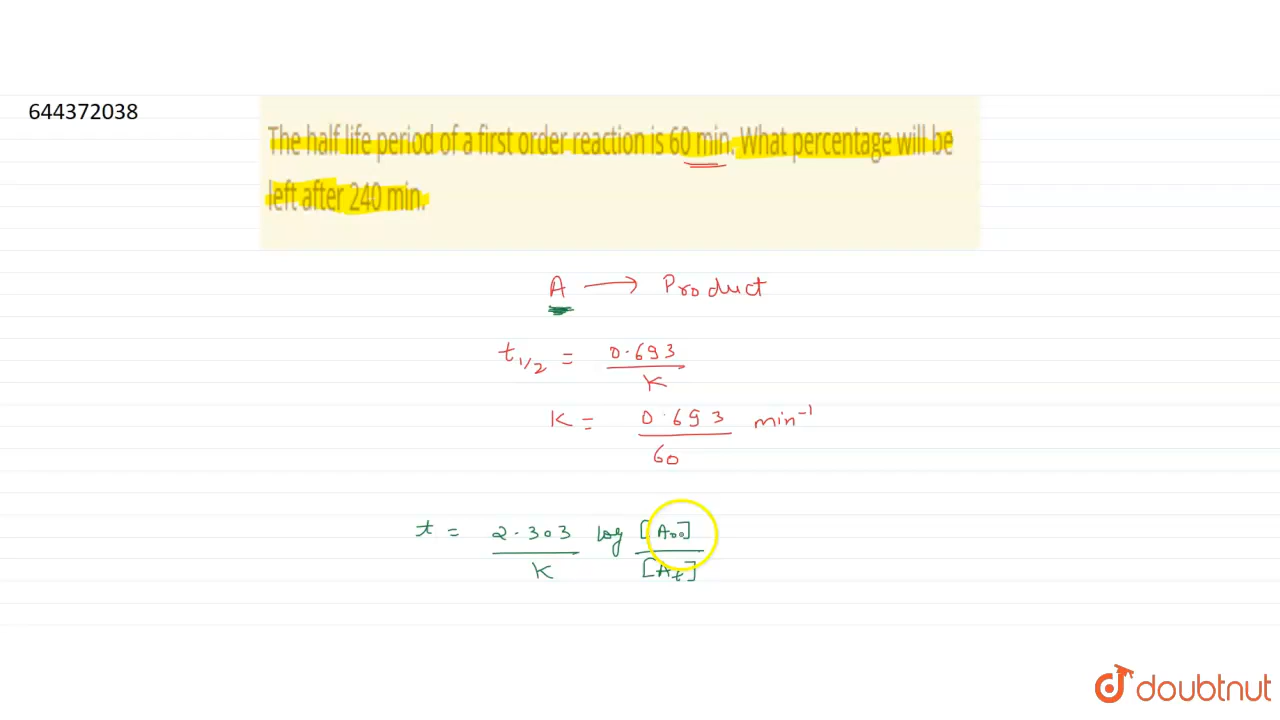 644372038
The half life period of a first order reaction is 60 min. What percentage will be
left after 240 min.
A → Product
t1/2 = 0.693/K
K = 0.693/60 min⁻¹
t = 2.303/K log [A∞]/[At]
doubtnut